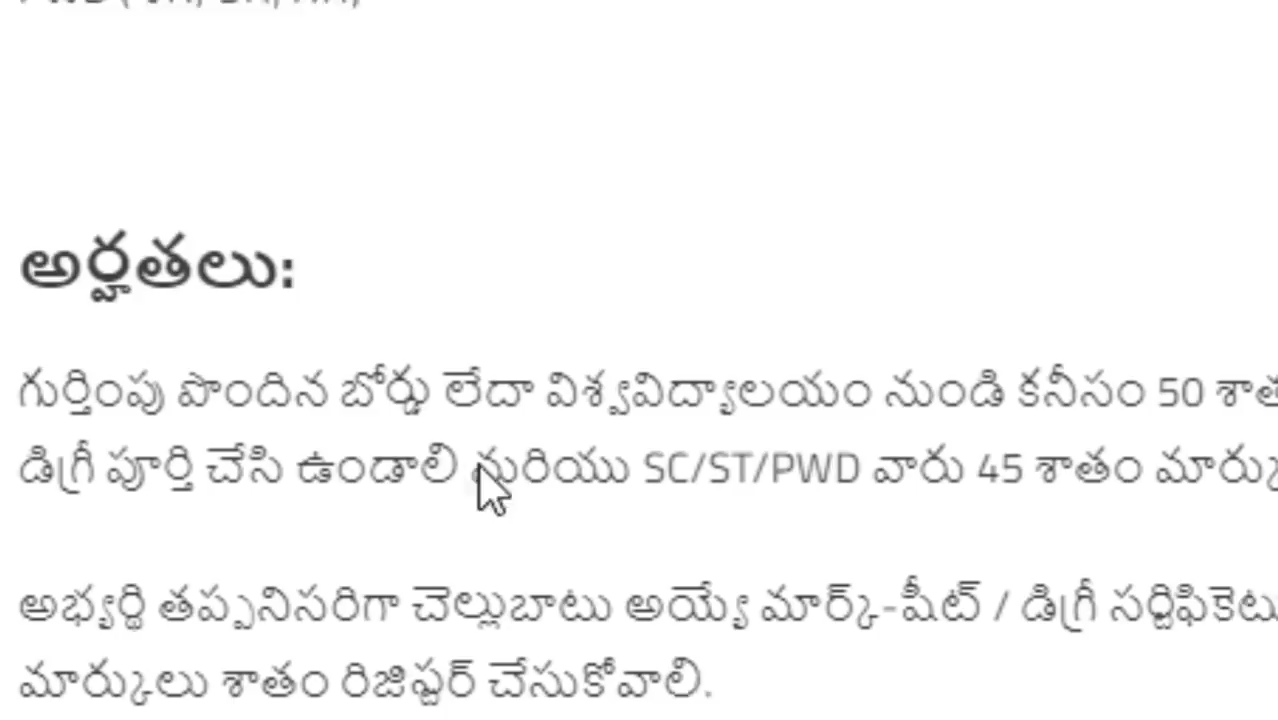 అర్హతలు:
గుర్తింపు పొందిన బోర్డు లేదా విశ్వవిద్యాలయం నుండి కనీసం 50
డిగ్రీ పూర్తి చేసి ఉండాలి మరియు SC/ST/PWD వారు 45 శాతం
అభ్యర్థి తప్పనిసరిగా చెల్లుబాటు అయ్యే మార్క్-షీట్ / డిగ్రీ
మార్కులు శాతం రిజిష్టర్ చేసుకోవాలి.